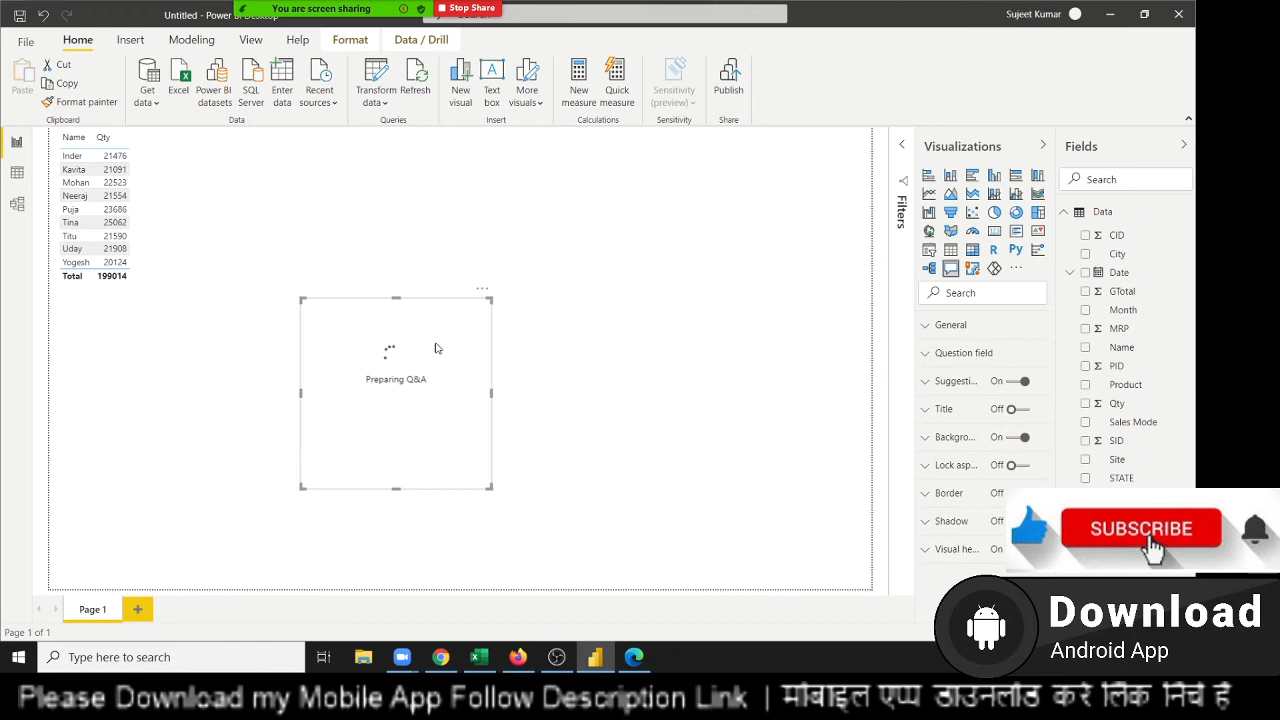 You are screen sharing
Stop Share
Untitled - Power BI Desktop
Search
Sujeet Kumar
File
Home
Insert
Modeling
View
Help
Format
Data / Drill
Paste
Cut
Copy
Format painter
Clipboard
Get data
Excel
Power BI datasets
SQL Server
Enter data
Recent sources
Data
Transform data
Refresh
Queries
New visual
Text box
More visuals
Insert
New measure
Quick measure
Calculations
Sensitivity (preview)
Sensitivity
Publish
Share
Name Qty
Inder 21476
Kavita 21091
Mohan 22523
Neeraj 21554
Puja 23686
Tina 25062
Titu 21590
Uday 21908
Yogesh 20124
Total 199014
Preparing Q&A
Filters
Visualizations
R
Py
Search
General
Question field
Suggesti... On
Title Off
Backgro... On
Lock asp... Off
Border Off
Shadow Off
Visual he... On
Fields
Search
Data
CID
City
Date
GTotal
Month
MRP
Name
PID
Product
Qty
Sales Mode
SID
Site
STATE
SUBSCRIBE
Download
Android App
Page 1
Page 1 of 1
Type here to search
Please Download my Mobile App Follow Description Link | मोबाइल एप्प डाउनलोड करे लिंक निचे है